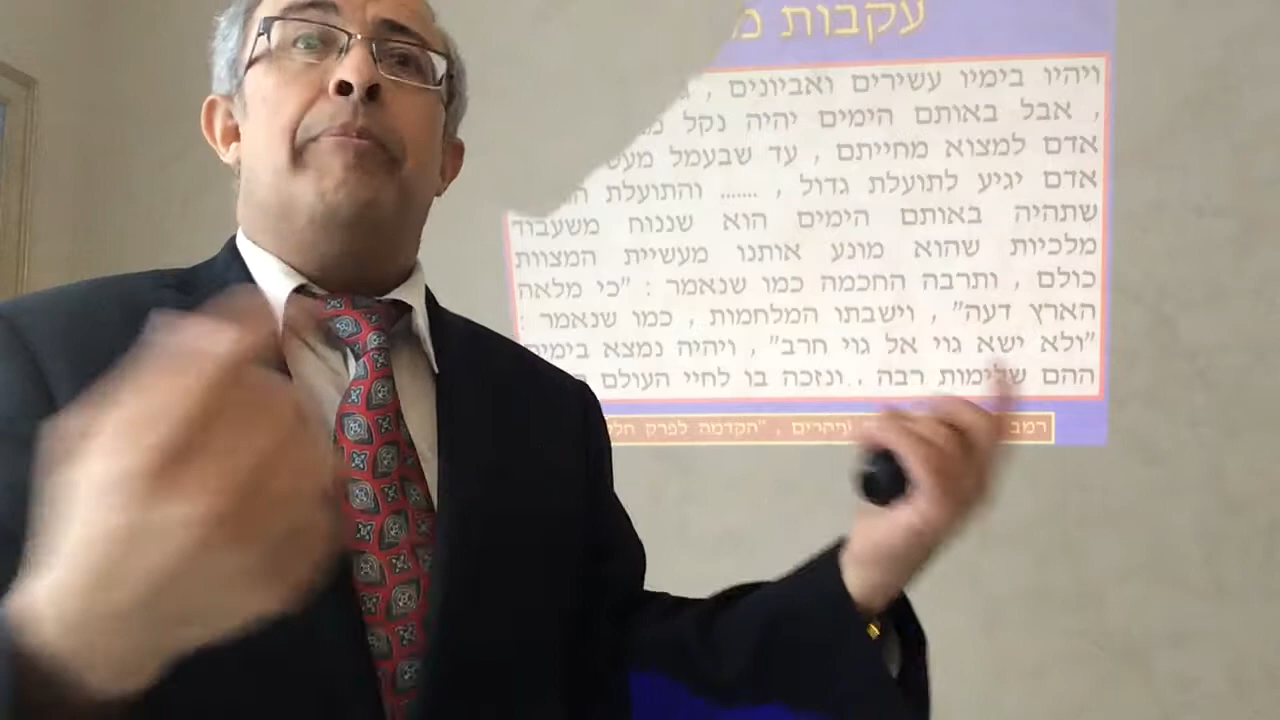 עקבות
ויהיו בימיו עשירים ואביונים ,
, אבל באותם הימים יהיה נקל
אדם למצוא מחייתם , עד שבעמל
אדם יגיע לתועלת גדול , ....... והתועלת
שתהיה באותם הימים הוא שננוח משעבוד
מלכיות שהוא מונע אותנו מעשיית המצוות
כולם , ותרבה החכמה כמו שנאמר : "כי מלאה
הארץ דעה" , וישבתו המלחמות , כמו שנאמר :
"ולא ישא גוי אל גוי חרב" , ויהיה נמצא בימים
ההם שלימות רבה .. ונזכה בו לחיי העולם
, "הקדמה לפרק